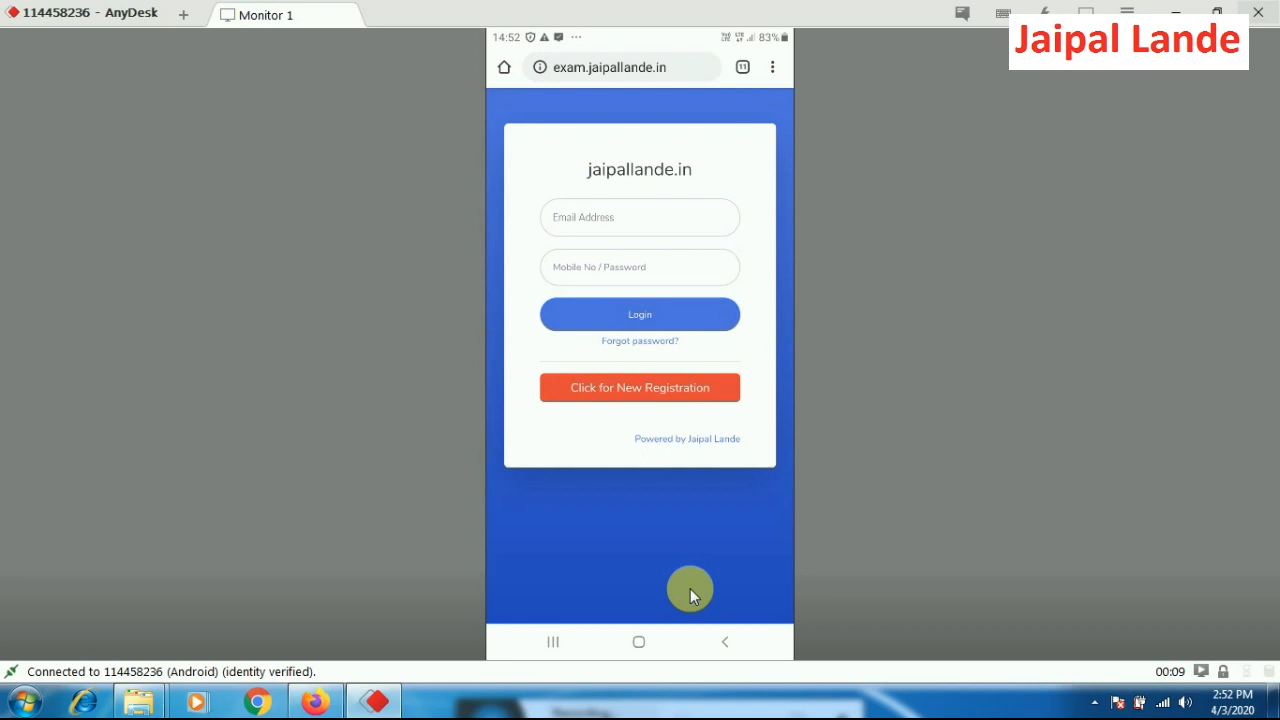 114458236 - AnyDesk
Monitor 1
Jaipal Lande
14:52
83%
exam.jaipallande.in
11
jaipallande.in
Email Address
Mobile No / Password
Login
Forgot password?
Click for New Registration
Powered by Jaipal Lande
Connected to 114458236 (Android) (identity verified).
00:09
2:52 PM
4/3/2020